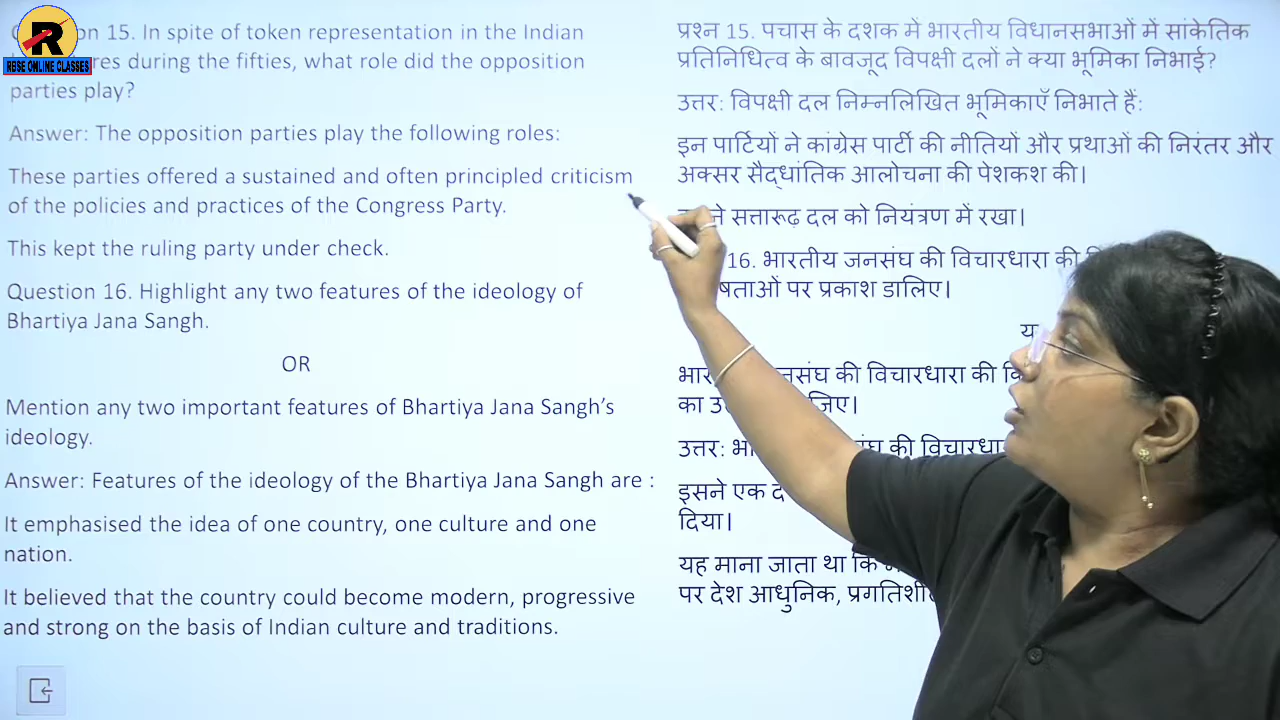 R
RBSE ONLINE CLASSES
on 15. In spite of token representation in the Indian
res during the fifties, what role did the opposition
parties play?
Answer: The opposition parties play the following roles:
These parties offered a sustained and often principled criticism
of the policies and practices of the Congress Party.
This kept the ruling party under check.
Question 16. Highlight any two features of the ideology of
Bhartiya Jana Sangh.
OR
Mention any two important features of Bhartiya Jana Sangh’s
ideology.
Answer: Features of the ideology of the Bhartiya Jana Sangh are :
It emphasised the idea of one country, one culture and one
nation.
It believed that the country could become modern, progressive
and strong on the basis of Indian culture and traditions.
प्रश्न 15. पचास के दशक में भारतीय विधानसभाओं में सांकेतिक
प्रतिनिधित्व के बावजूद विपक्षी दलों ने क्या भूमिका निभाई?
उत्तर: विपक्षी दल निम्नलिखित भूमिकाएँ निभाते हैं:
इन पार्टियों ने कांग्रेस पार्टी की नीतियों और प्रथाओं की निरंतर और
अक्सर सैद्धांतिक आलोचना की पेशकश की।
ने सत्तारूढ़ दल को नियंत्रण में रखा।
16. भारतीय जनसंघ की विचारधारा की
षताओं पर प्रकाश डालिए।
भार नसंघ की विचारधारा की
का उ जिए।
उत्तर: भा संघ की विचारधा
इसने एक द
दिया।
यह माना जाता था कि
पर देश आधुनिक, प्रगतिशी